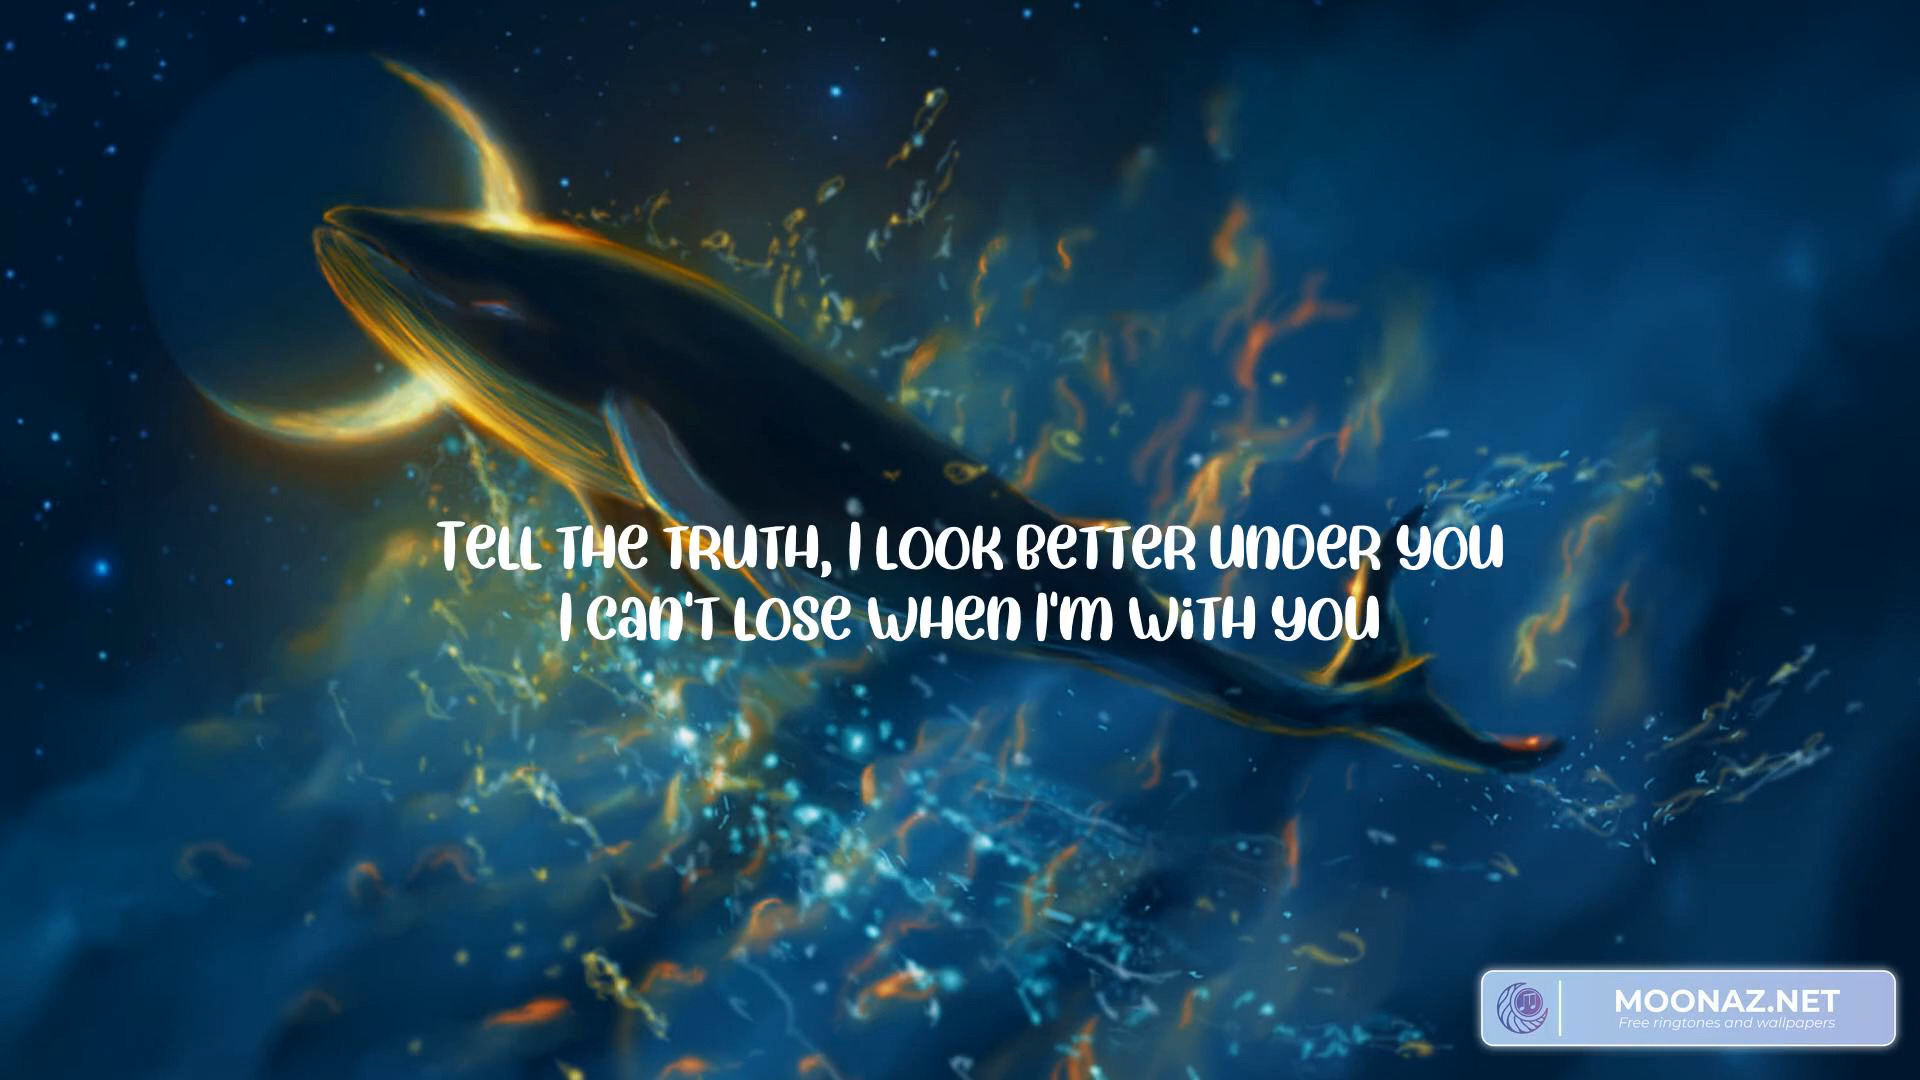 Tell the truth, I look better under you
I can't lose when I'm with you
MOONAZ.NET
Free ringtones and wallpapers